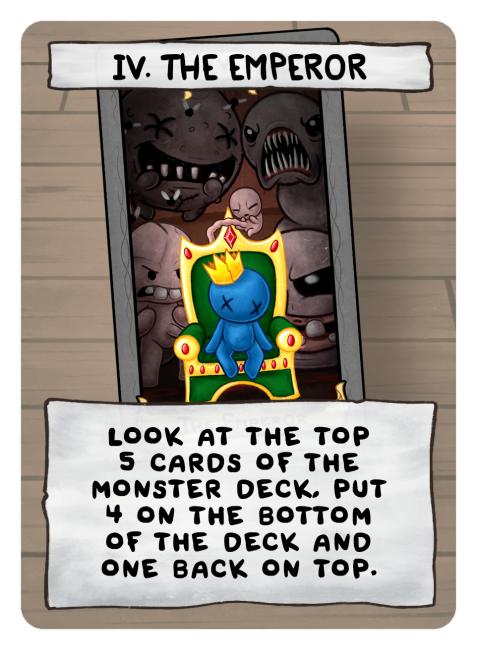 IV. THE EMPEROR
LOOK AT THE TOP
5 CARDS OF THE
MONSTER DECK, PUT
4 ON THE BOTTOM
OF THE DECK AND
ONE BACK ON TOP.